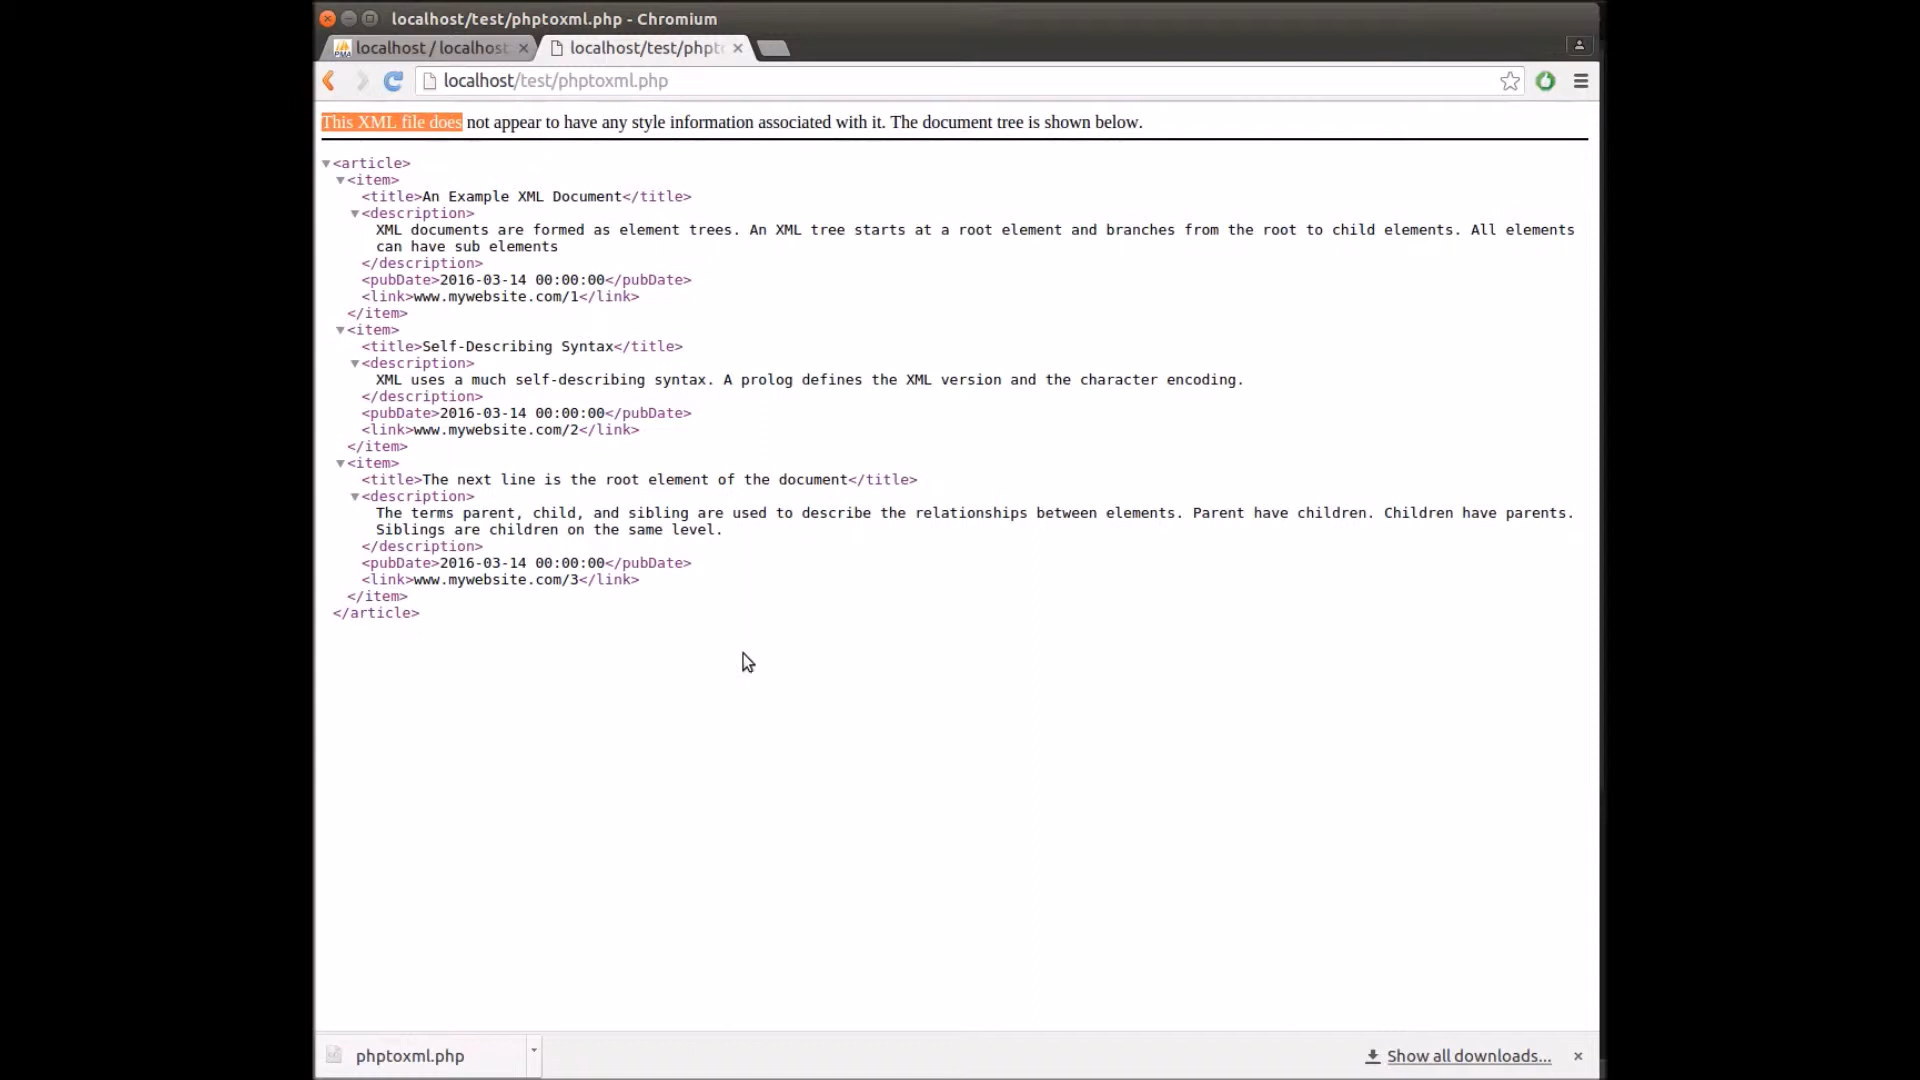 localhost/test/phptoxml.php - Chromium
localhost / localhost
localhost/test/phpt
localhost/test/phptoxml.php
This XML file does not appear to have any style information associated with it. The document tree is shown below.
<article>
<item>
<title>An Example XML Document</title>
<description>
XML documents are formed as element trees. An XML tree starts at a root element and branches from the root to child elements. All elements
can have sub elements
</description>
<pubDate>2016-03-14 00:00:00</pubDate>
<link>www.mywebsite.com/1</link>
</item>
<item>
<title>Self-Describing Syntax</title>
<description>
XML uses a much self-describing syntax. A prolog defines the XML version and the character encoding.
</description>
<pubDate>2016-03-14 00:00:00</pubDate>
<link>www.mywebsite.com/2</link>
</item>
<item>
<title>The next line is the root element of the document</title>
<description>
The terms parent, child, and sibling are used to describe the relationships between elements. Parent have children. Children have parents.
Siblings are children on the same level.
</description>
<pubDate>2016-03-14 00:00:00</pubDate>
<link>www.mywebsite.com/3</link>
</item>
</article>
phptoxml.php
Show all downloads...